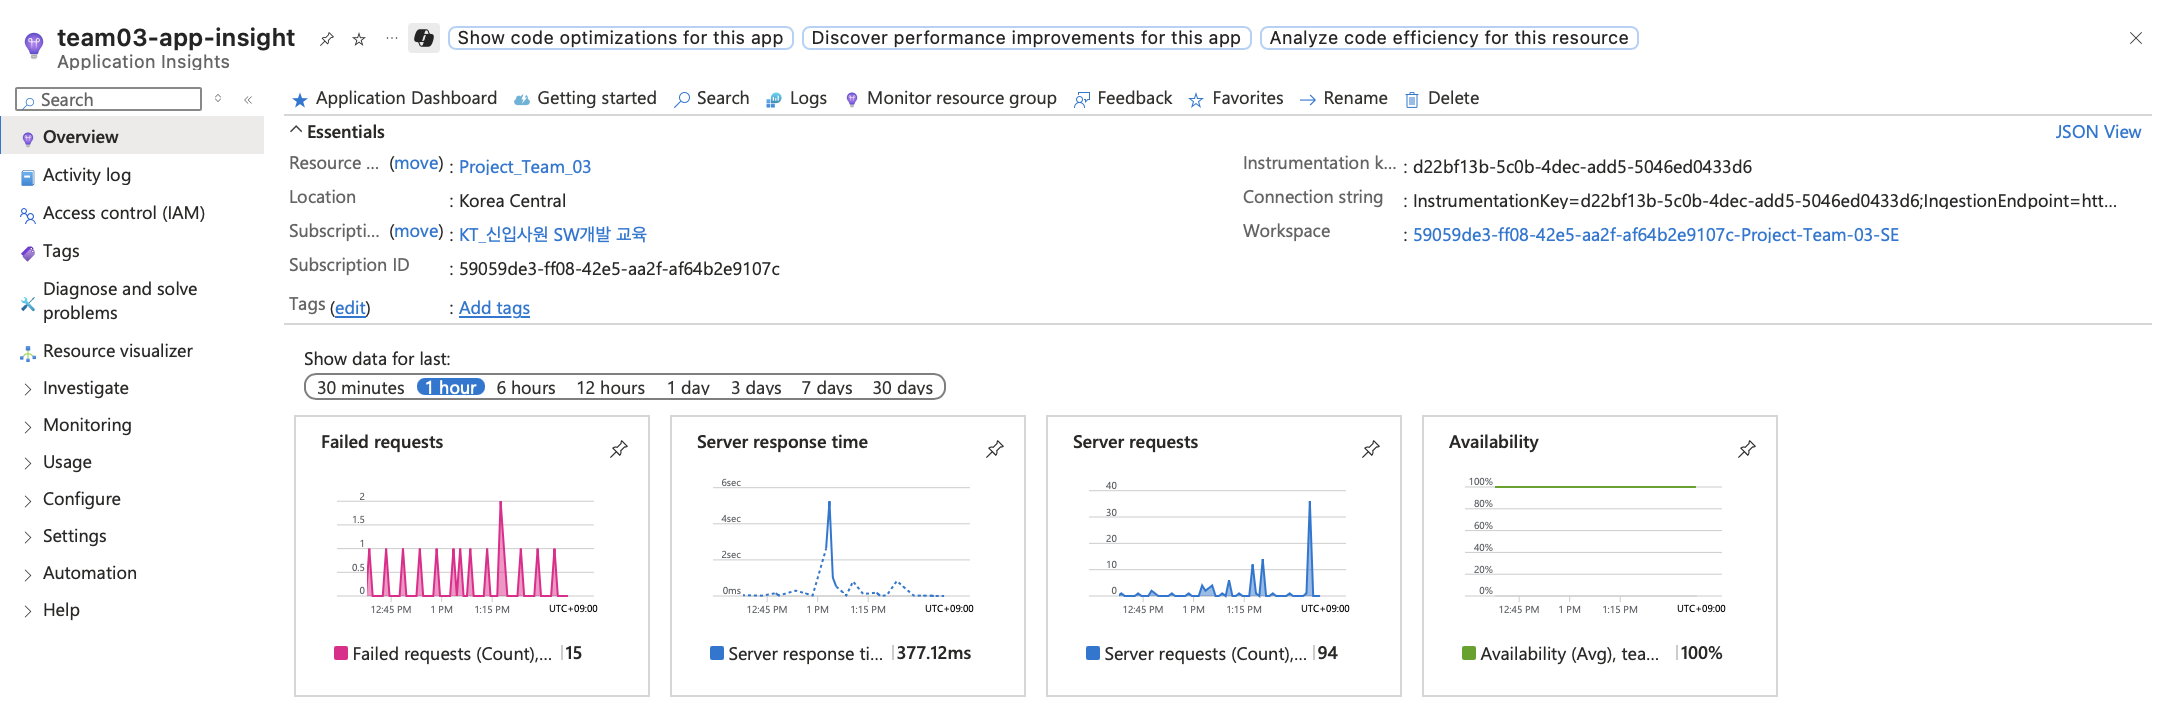 team03-app-insight
Show code optimizations for this app
Discover performance improvements for this app
Analyze code efficiency for this resource
Application Insights
Search
Application Dashboard
Getting started
Search
Logs
Monitor resource group
Feedback
Favorites
Rename
Delete
Overview
Activity log
Access control (IAM)
Tags
Diagnose and solve
problems
Resource visualizer
Investigate
Monitoring
Usage
Configure
Settings
Automation
Help
Essentials
JSON View
Resource ... (move) : Project_Team_03
Location : Korea Central
Subscripti... (move) : KT_신입사원 SW개발 교육
Subscription ID : 59059de3-ff08-42e5-aa2f-af64b2e9107c
Tags (edit) : Add tags
Instrumentation k... : d22bf13b-5c0b-4dec-add5-5046ed0433d6
Connection string : InstrumentationKey=d22bf13b-5c0b-4dec-add5-5046ed0433d6;IngestionEndpoint=htt...
Workspace : 59059de3-ff08-42e5-aa2f-af64b2e9107c-Project-Team-03-SE
Show data for last:
30 minutes 1 hour 6 hours 12 hours 1 day 3 days 7 days 30 days
Failed requests
2
1.5
1
0.5
0
12:45 PM 1 PM 1:15 PM UTC+09:00
Failed requests (Count),... 15
Server response time
6sec
4sec
2sec
0ms
12:45 PM 1 PM 1:15 PM UTC+09:00
Server response ti... 377.12ms
Server requests
40
30
20
10
0
12:45 PM 1 PM 1:15 PM UTC+09:00
Server requests (Count),... 94
Availability
100%
80%
60%
40%
20%
0%
12:45 PM 1 PM 1:15 PM UTC+09:00
Availability (Avg), tea... 100%